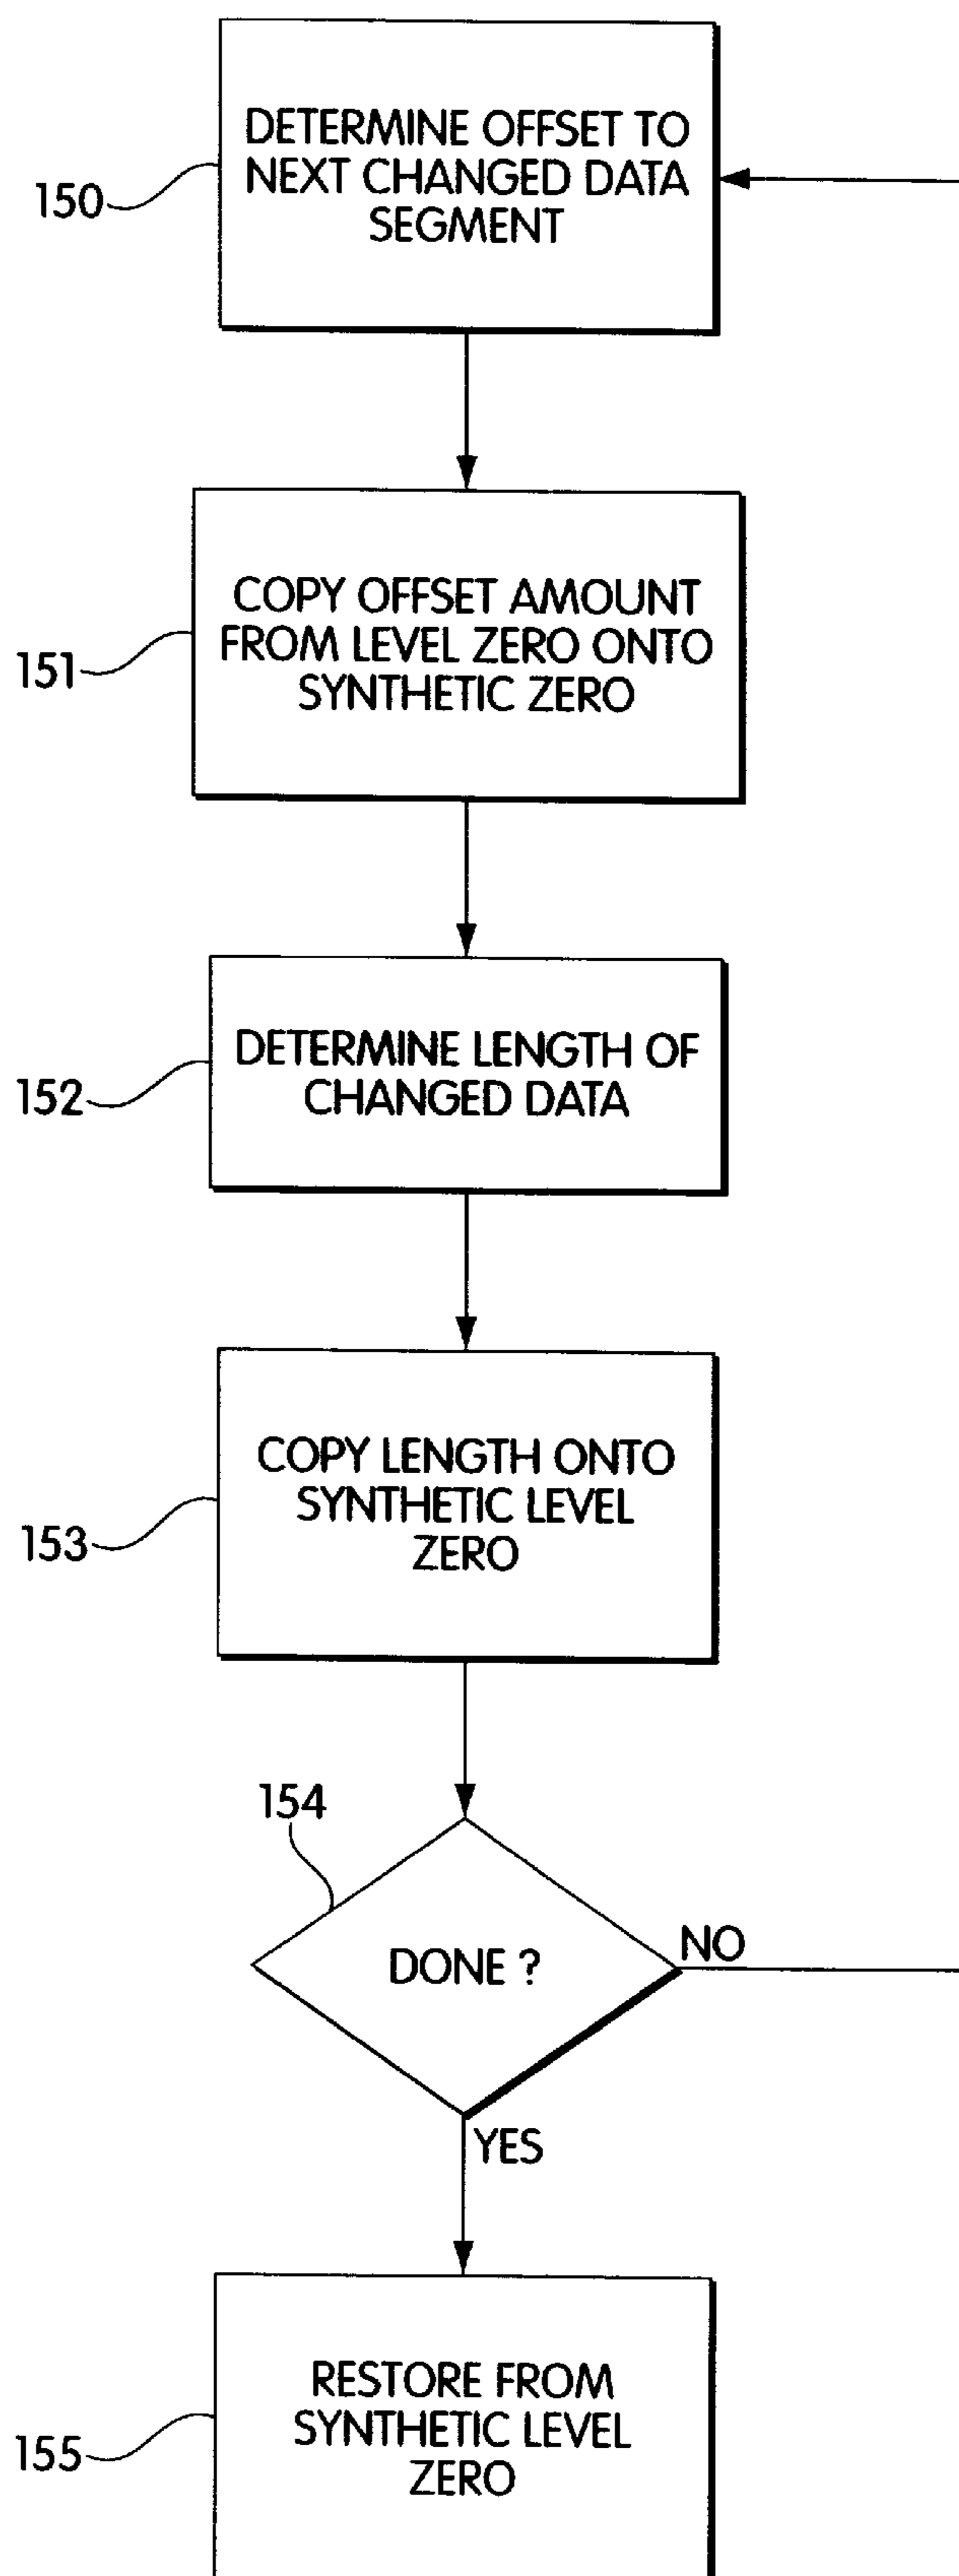 DETERMINE OFFSET TO
NEXT CHANGED DATA
SEGMENT
150
COPY OFFSET AMOUNT
FROM LEVEL ZERO ONTO
SYNTHETIC ZERO
151
DETERMINE LENGTH OF
CHANGED DATA
152
COPY LENGTH ONTO
SYNTHETIC LEVEL
ZERO
153
154
DONE ?
NO
YES
RESTORE FROM
SYNTHETIC LEVEL
ZERO
155